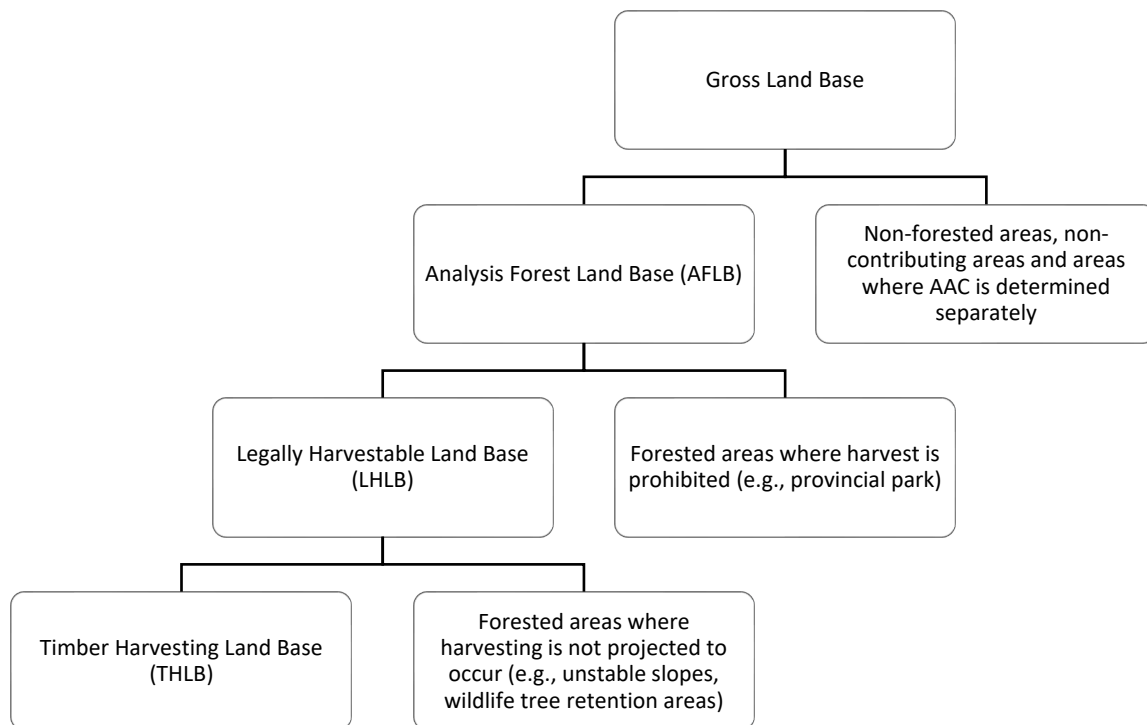 Gross Land Base
Analysis Forest Land Base (AFLB)
Non-forested areas, non-
contributing areas and areas
where AAC is determined
separately
Legally Harvestable Land Base
(LHLB)
Forested areas where harvest is
prohibited (e.g., provincial park)
Timber Harvesting Land Base
(THLB)
Forested areas where
harvesting is not projected to
occur (e.g., unstable slopes,
wildlife tree retention areas)